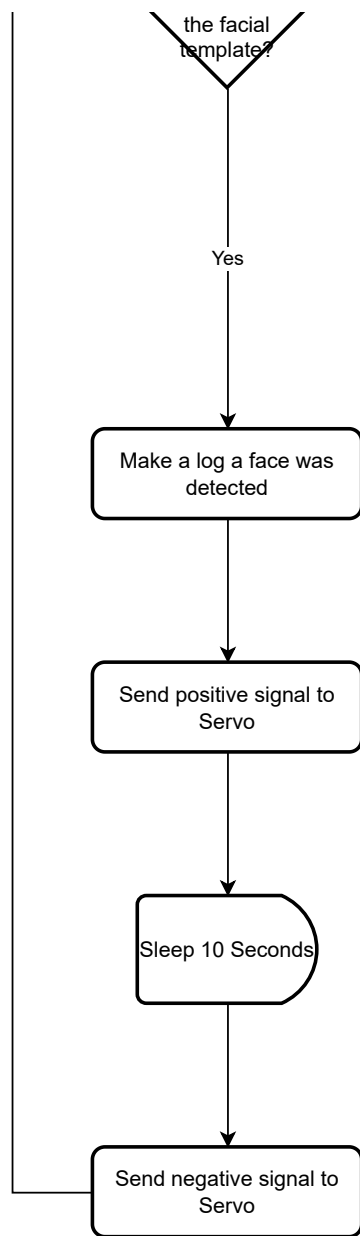 the facial
template?
Yes
Make a log a face was
detected
Send positive signal to
Servo
Sleep 10 Seconds
Send negative signal to
Servo